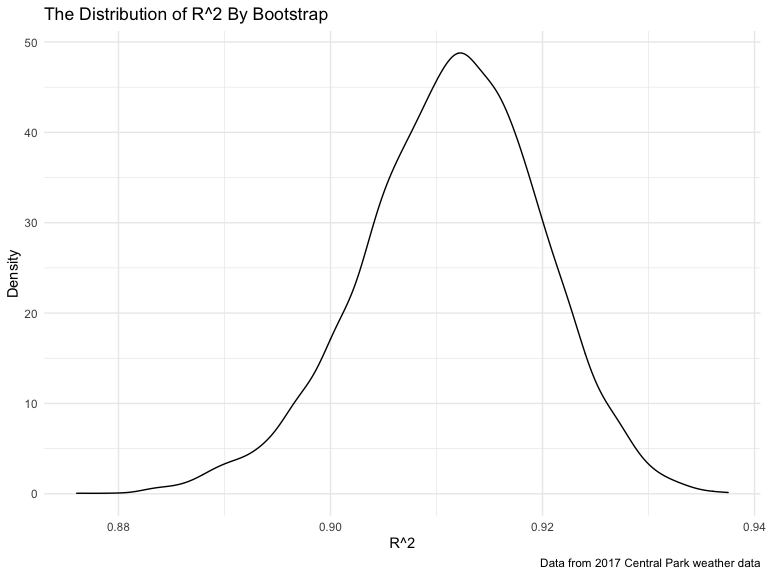 The Distribution of R^2 By Bootstrap
50
40
30
20
10
0
Density
0.88 0.90 0.92 0.94
R^2
Data from 2017 Central Park weather data